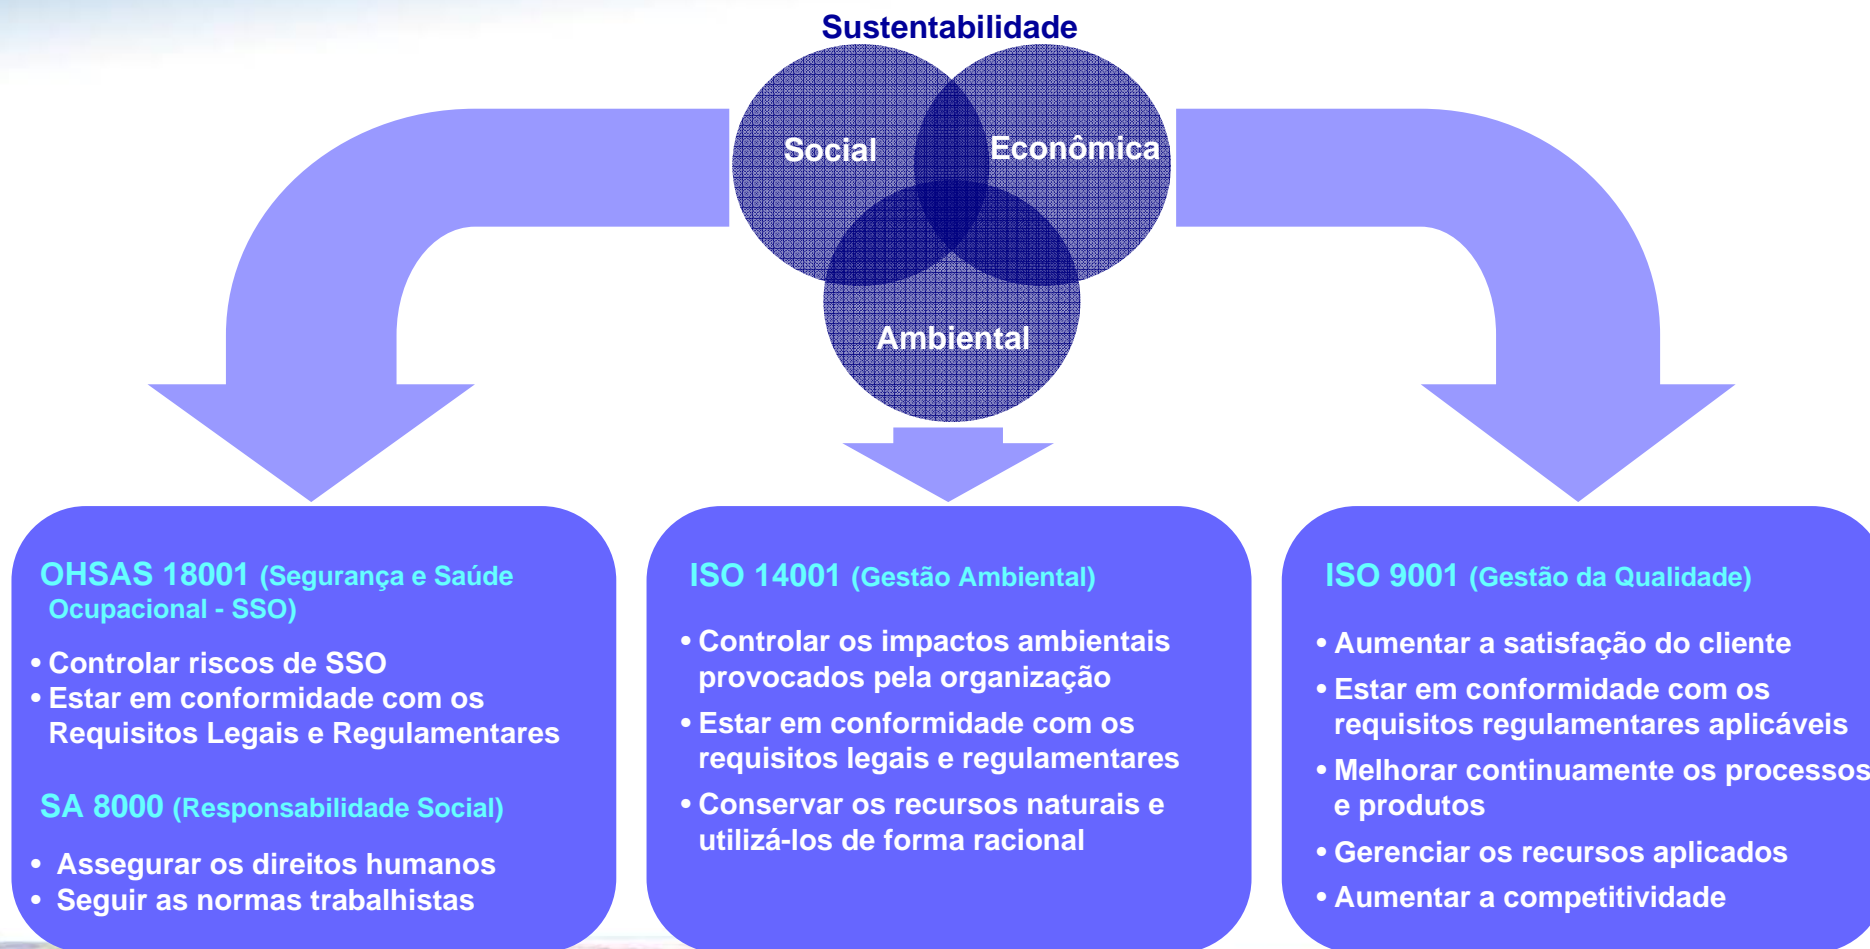 Sustentabilidade
Social
Econômica
Ambiental
OHSAS 18001 (Segurança e Saúde
Ocupacional - SSO)
• Controlar riscos de SSO
• Estar em conformidade com os
Requisitos Legais e Regulamentares
SA 8000 (Responsabilidade Social)
• Assegurar os direitos humanos
• Seguir as normas trabalhistas
ISO 14001 (Gestão Ambiental)
• Controlar os impactos ambientais
provocados pela organização
• Estar em conformidade com os
requisitos legais e regulamentares
• Conservar os recursos naturais e
utilizá-los de forma racional
ISO 9001 (Gestão da Qualidade)
• Aumentar a satisfação do cliente
• Estar em conformidade com os
requisitos regulamentares aplicáveis
• Melhorar continuamente os processos
e produtos
• Gerenciar os recursos aplicados
• Aumentar a competitividade